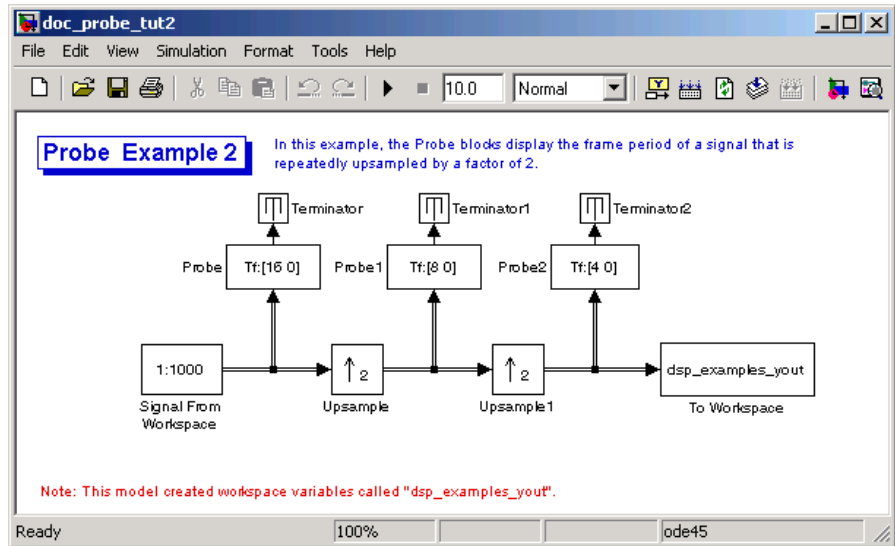 doc_probe_tut2
File Edit View Simulation Format Tools Help
10.0 Normal
Probe Example 2
In this example, the Probe blocks display the frame period of a signal that is
repeatedly upsampled by a factor of 2.
Terminator Terminator1 Terminator2
Probe Tf:[16 0] Probe1 Tf:[8 0] Probe2 Tf:[4 0]
1:1000 ↑2 ↑2 dsp_examples_yout
Signal From
Workspace
Upsample Upsample1 To Workspace
Note: This model created workspace variables called "dsp_examples_yout".
Ready 100% ode45